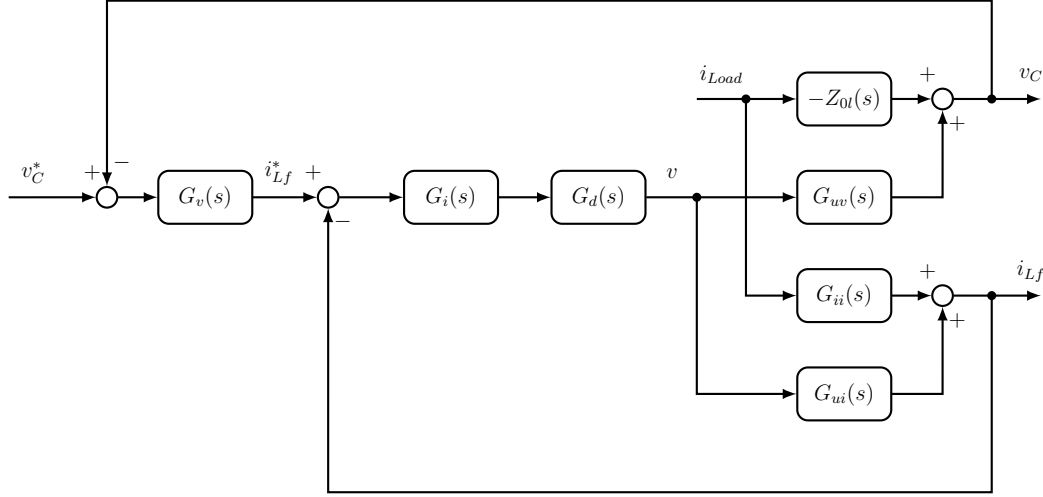 i_{Load}
-Z_{0l}(s)
+
v_C
+
v_C^*
+
−
G_v(s)
i_{Lf}^*
+
−
G_i(s)
G_d(s)
v
G_{uv}(s)
G_{ii}(s)
+
i_{Lf}
+
G_{ui}(s)